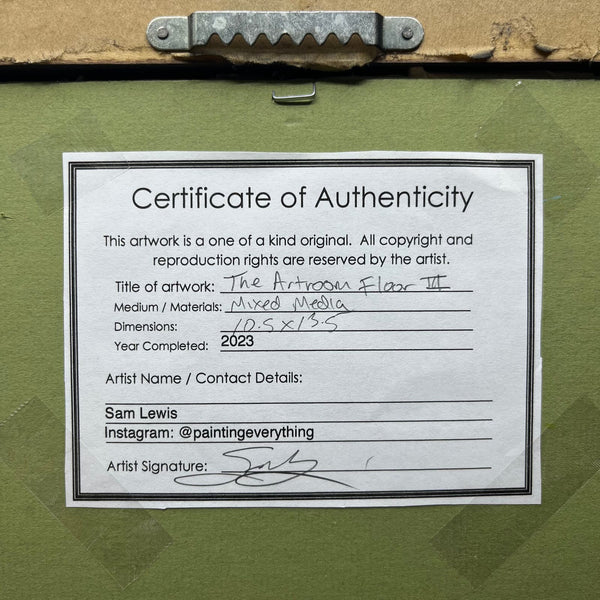 Certificate of Authenticity
This artwork is a one of a kind original. All copyright and
reproduction rights are reserved by the artist.
Title of artwork: The Artroom Floor VI
Medium / Materials: Mixed Media
Dimensions: 10.5 x 13.5
Year Completed: 2023
Artist Name / Contact Details:
Sam Lewis
Instagram: @paintingeverything
Artist Signature: